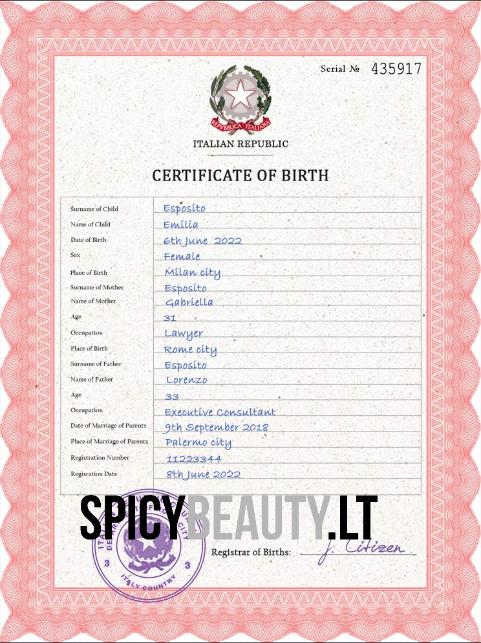 Serial № 435917
REPVBBLICA ITALIANA
ITALIAN REPUBLIC
CERTIFICATE OF BIRTH
Surname of Child Esposito
Name of Child Emilia
Date of Birth 6th June 2022
Sex Female
Place of Birth Milan city
Surname of Mother Esposito
Name of Mother Gabriella
Age 31
Occupation Lawyer
Place of Birth Rome city
Surname of Father Esposito
Name of Father Lorenzo
Age 33
Occupation Executive Consultant
Date of Marriage of Parents 9th September 2018
Place of Marriage of Parents Palermo city
Registration Number 11223344
Registration Date 8th June 2022
SPICYBEAUTY.LT
3 3
ITALY COUNTRY
Registrar of Births: J. Citizen